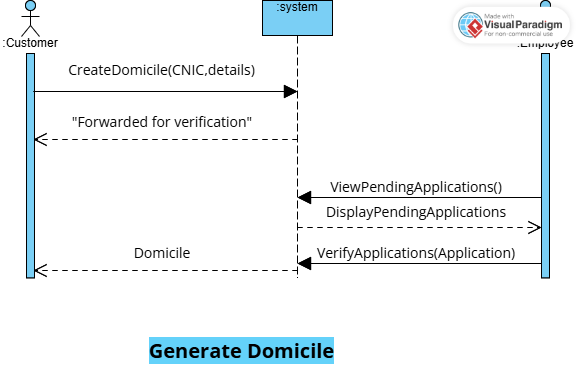 :system
Made with
Visual Paradigm
For non-commercial use
:Customer
:Employee
CreateDomicile(CNIC,details)
"Forwarded for verification"
ViewPendingApplications()
DisplayPendingApplications
Domicile
VerifyApplications(Application)
Generate Domicile